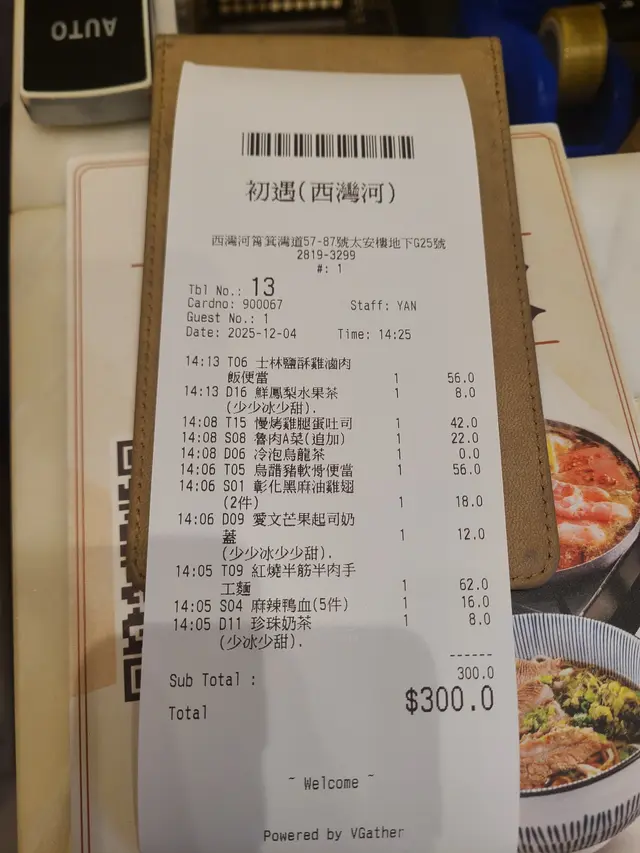 AUTO
初遇(西灣河)
西灣河筲箕灣道57-87號太安樓地下G25號
2819-3299
#: 1
Tbl No.: 13
Cardno: 900067 Staff: YAN
Guest No.: 1
Date: 2025-12-04 Time: 14:25
14:13 T06 士林鹽酥雞滷肉
飯便當 1 56.0
14:13 D16 鮮鳳梨水果茶 1 8.0
(少少冰少甜).
14:08 T15 慢烤雞腿蛋吐司 1 42.0
14:08 S08 魯肉A菜(追加) 1 22.0
14:08 D06 冷泡烏龍茶 1 0.0
14:06 T05 烏醋豬軟骨便當 1 56.0
14:06 S01 彰化黑麻油雞翅
(2件) 1 18.0
14:06 D09 愛文芒果起司奶
蓋 1 12.0
(少少冰少少甜).
14:05 T09 紅燒半筋半肉手
工麵 1 62.0
14:05 S04 麻辣鴨血(5件) 1 16.0
14:05 D11 珍珠奶茶 1 8.0
(少冰少甜).
------
Sub Total : 300.0
Total $300.0
~ Welcome ~
Powered by VGather